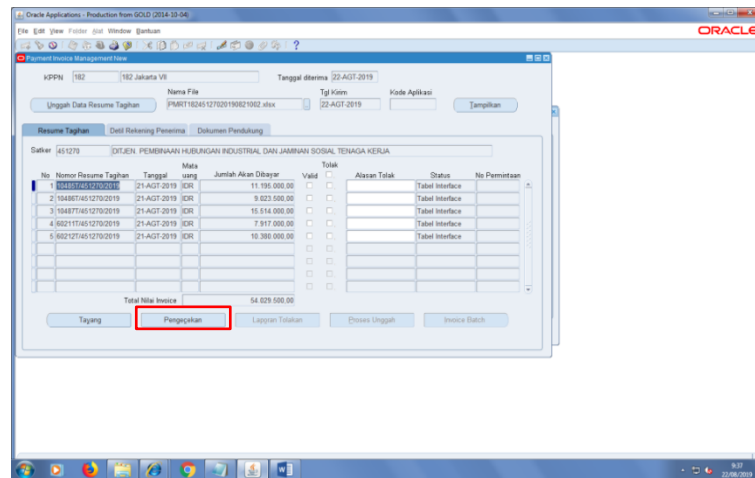 Oracle Applications - Production from GOLD (2014-10-04)
File Edit View Folder Alat Window Bantuan
ORACLE
Payment Invoice Management New
KPPN 182 182 Jakarta VII Tanggal diterima 22-AGT-2019
Nama File Tgl Kirim Kode Aplikasi
Unggah Data Resume Tagihan PMRT18245127020190821002.xlsx 22-AGT-2019 Tampilkan
Resume Tagihan Detil Rekening Penerima Dokumen Pendukung
Satker 451270 DITJEN. PEMBINAAN HUBUNGAN INDUSTRIAL DAN JAMINAN SOSIAL TENAGA KERJA
No Nomor Resume Tagihan Tanggal Mata uang Jumlah Akan Dibayar Valid Tolak Alasan Tolak Status No Permintaan
1 10485T/451270/2019 21-AGT-2019 IDR 11.195.000,00 Tabel Interface
2 10486T/451270/2019 21-AGT-2019 IDR 9.023.500,00 Tabel Interface
3 10487T/451270/2019 21-AGT-2019 IDR 15.514.000,00 Tabel Interface
4 60211T/451270/2019 21-AGT-2019 IDR 7.917.000,00 Tabel Interface
5 60212T/451270/2019 21-AGT-2019 IDR 10.380.000,00 Tabel Interface
Total Nilai Invoice 54.029.500,00
Tayang Pengecekan Lapora​n Tolakan Proses Unggah Invoice Batch
9:37
22/08/2019